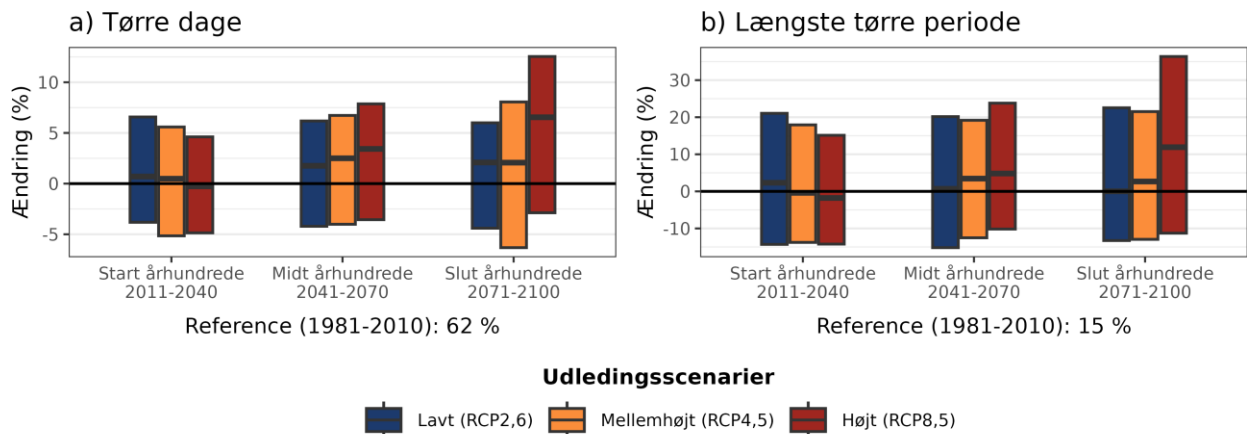 a) Tørre dage
Ændring (%)
10
5
0
-5
Start århundrede
2011-2040
Midt århundrede
2041-2070
Slut århundrede
2071-2100
Reference (1981-2010): 62 %
b) Længste tørre periode
Ændring (%)
30
20
10
0
-10
Start århundrede
2011-2040
Midt århundrede
2041-2070
Slut århundrede
2071-2100
Reference (1981-2010): 15 %
Udledingsscenarier
Lavt (RCP2,6)
Mellemhøjt (RCP4,5)
Højt (RCP8,5)